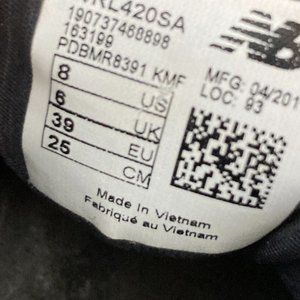 RL420SA
190737460898
163199
PDBMR8391 KMF
8 US
6 UK
39 EU
25 CM
MFG: 04/201
LOC: 93
Made in Vietnam
Fabriqué au Vietnam